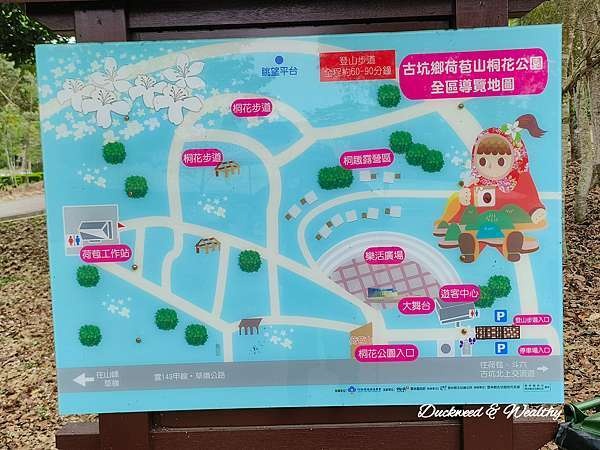 古坑鄉荷苞山桐花公園
全區導覽地圖
登山步道
全程約60-90分鐘
眺望平台
桐花步道
桐花步道
桐趣露營區
荷苞工作站
樂活廣場
大舞台
遊客中心
登山步道入口
停車場入口
桐花公園入口
P
P
往山峰
草嶺
雲149甲線•草嶺公路
往荷苞、斗六
古坑北上交流道
Duckweed & Wealthy